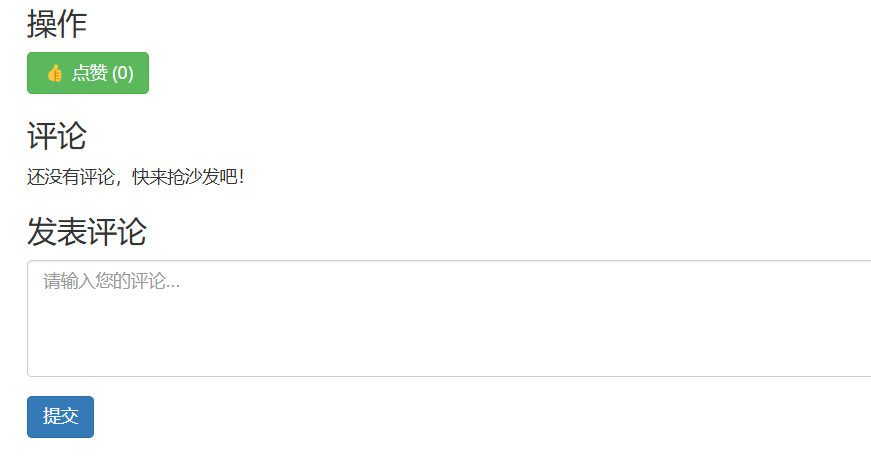 操作
👍 点赞 (0)
评论
还没有评论，快来抢沙发吧！
发表评论
请输入您的评论...
提交